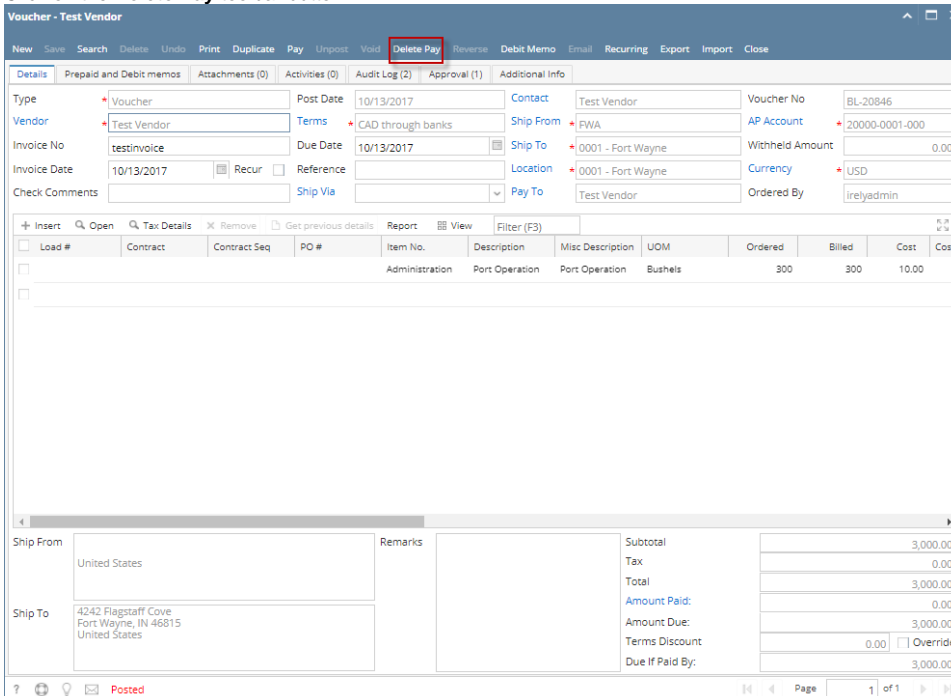 Voucher - Test Vendor
New Save Search Delete Undo Print Duplicate Pay Unpost Void Delete Pay Reverse Debit Memo Email Recurring Export Import Close
Details Prepaid and Debit memos Attachments (0) Activities (0) Audit Log (2) Approval (1) Additional Info
Type * Voucher Post Date 10/13/2017 Contact Test Vendor Voucher No BL-20846
Vendor * Test Vendor Terms * CAD through banks Ship From * FWA AP Account * 20000-0001-000
Invoice No testinvoice Due Date 10/13/2017 Ship To * 0001 - Fort Wayne Withheld Amount 0.00
Invoice Date 10/13/2017 Recur Reference Location * 0001 - Fort Wayne Currency * USD
Check Comments Ship Via Pay To Test Vendor Ordered By irelyadmin
+ Insert Open Tax Details Remove Get previous details Report View Filter (F3)
Load # Contract Contract Seq PO # Item No. Description Misc Description UOM Ordered Billed Cost Cos
Administration Port Operation Port Operation Bushels 300 300 10.00
Ship From United States Remarks Subtotal 3,000.00
Tax 0.00
Total 3,000.00
Ship To 4242 Flagstaff Cove Amount Paid: 0.00
Fort Wayne, IN 46815 Amount Due: 3,000.00
United States Terms Discount 0.00 Override
Due If Paid By: 3,000.00
? Posted Page 1 of 1